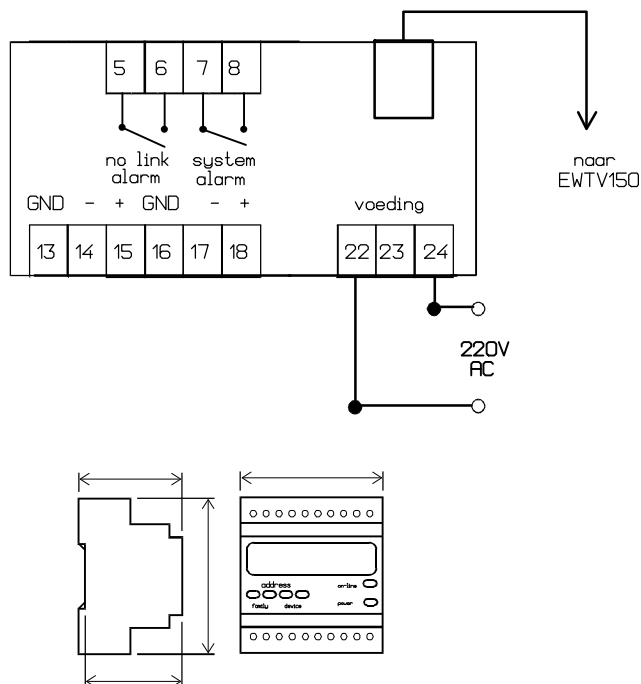 5 6 7 8
no link alarm
system alarm
naar
EWTV150
GND - + GND - +
voeding
13 14 15 16 17 18
22 23 24
220V
AC
address
on-line
family device
power